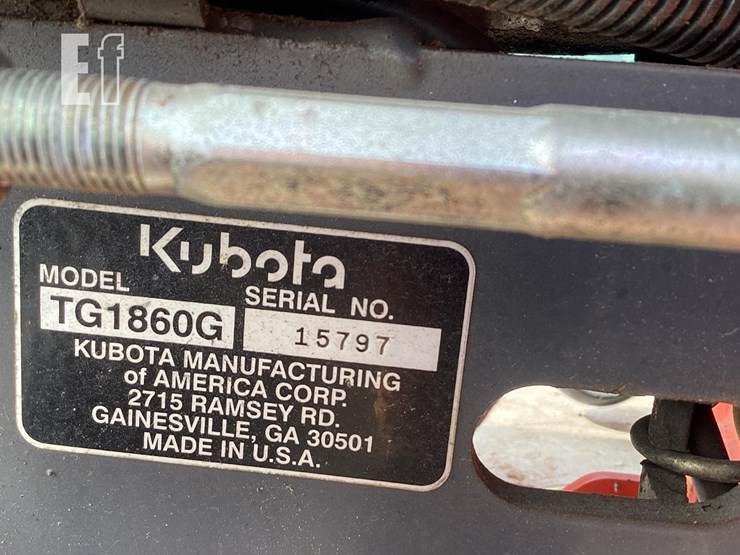 Ef
Kubota
MODEL
SERIAL NO.
TG1860G
15797
KUBOTA MANUFACTURING
of AMERICA CORP.
2715 RAMSEY RD.
GAINESVILLE, GA 30501
MADE IN U.S.A.